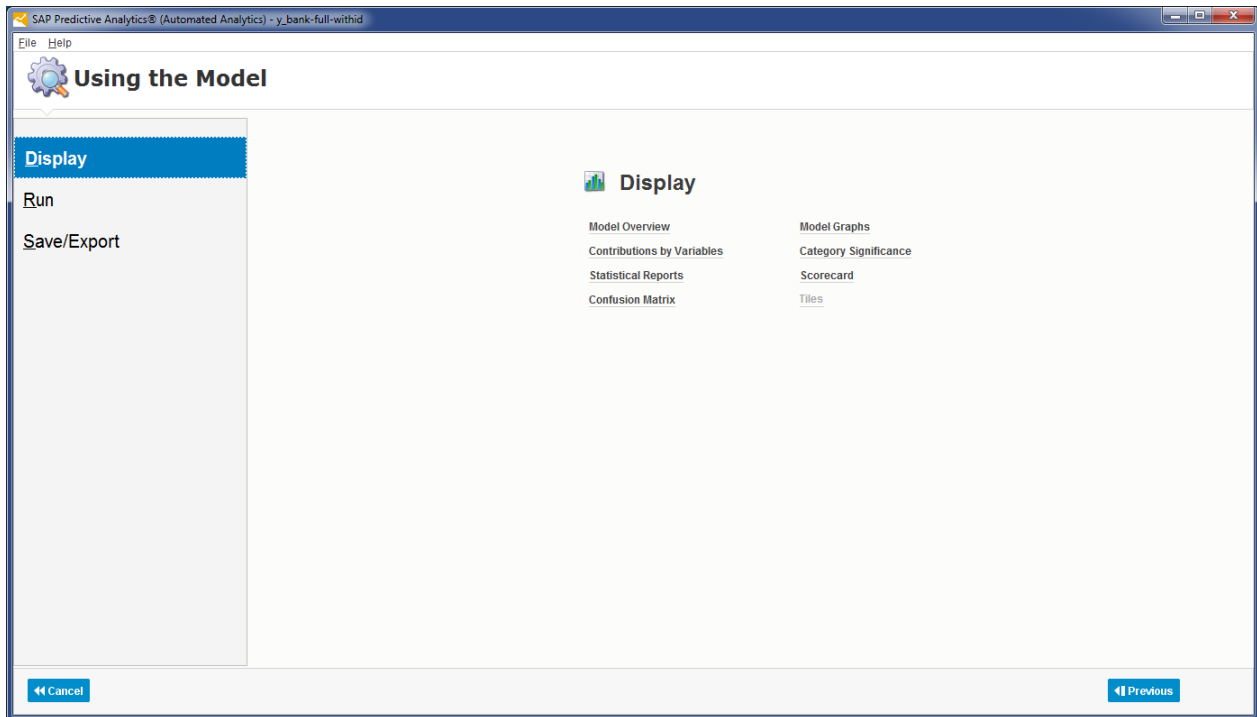 SAP Predictive Analytics® (Automated Analytics) - y_bank-full-withid
File Help
Using the Model
Display
Run
Save/Export
Display
Model Overview
Model Graphs
Contributions by Variables
Category Significance
Statistical Reports
Scorecard
Confusion Matrix
Tiles
Cancel
Previous